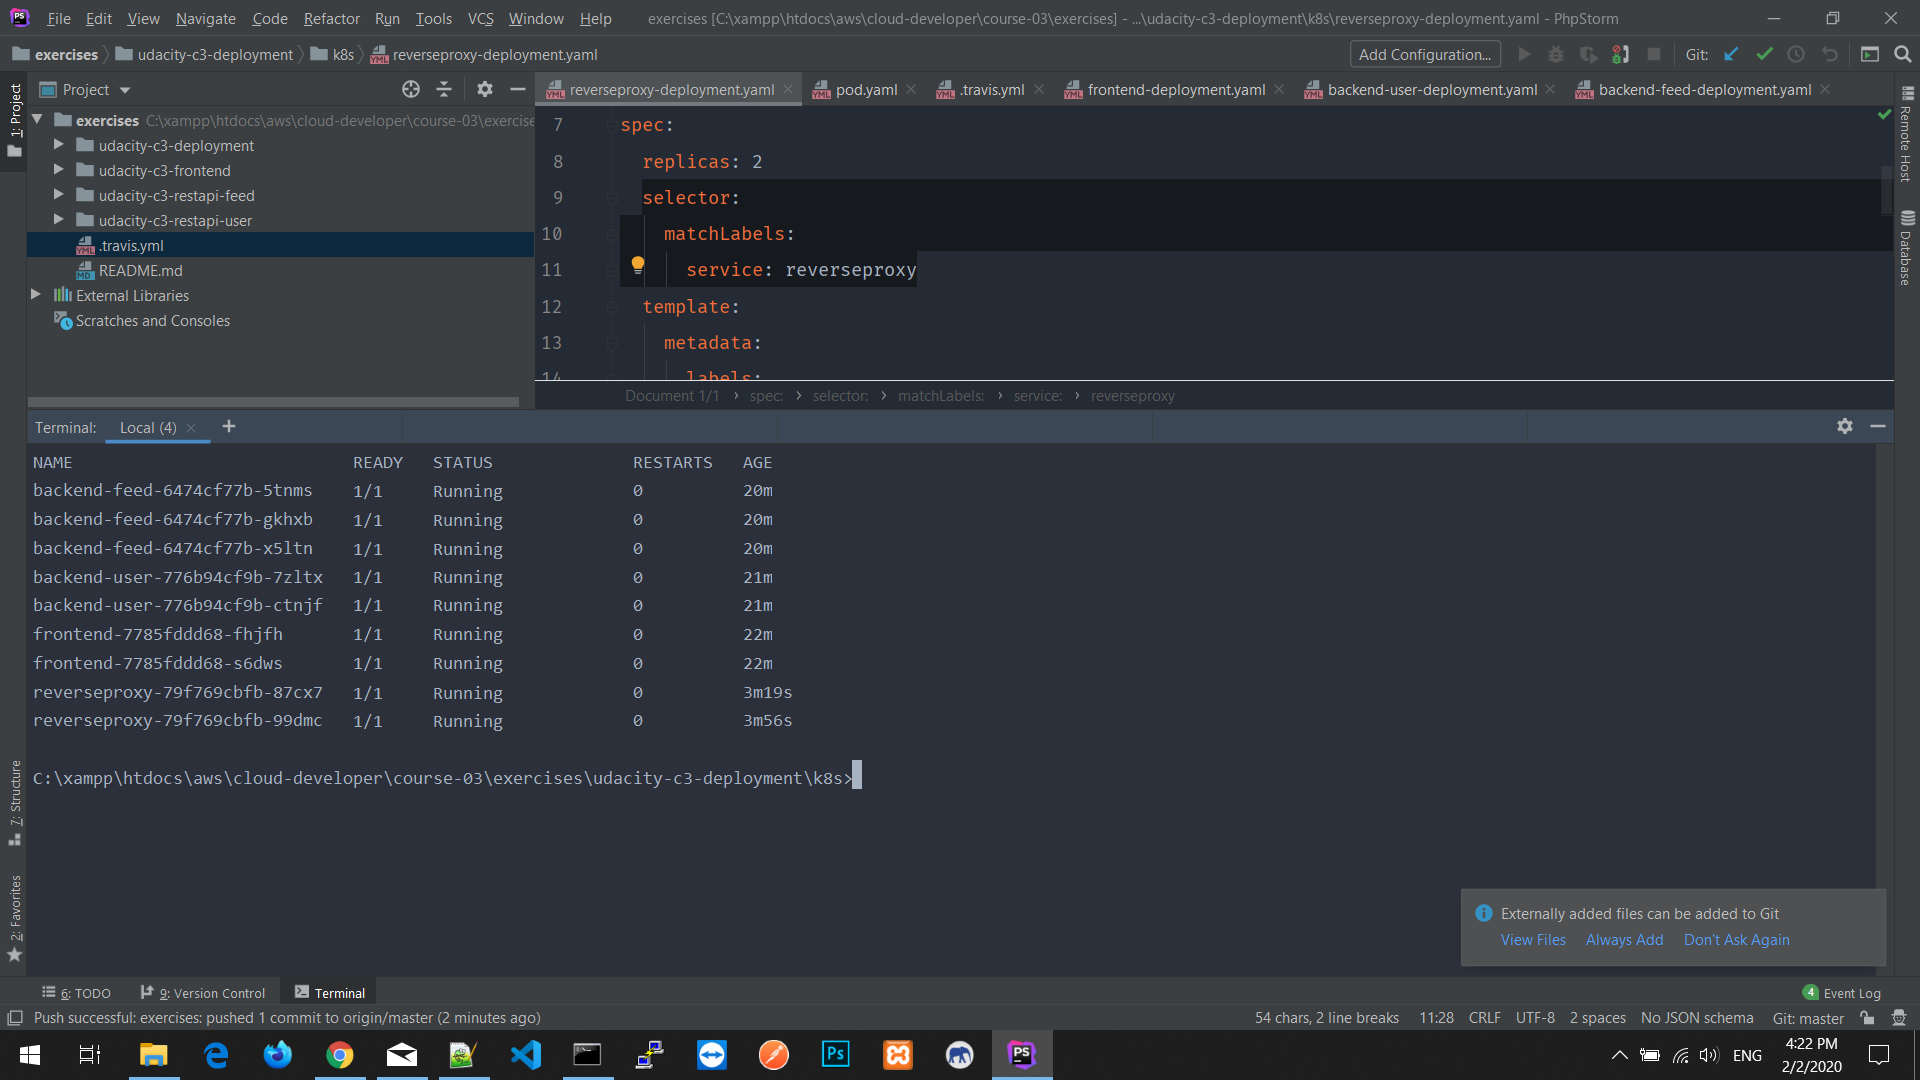 File Edit View Navigate Code Refactor Run Tools VCS Window Help exercises [C:\xampp\htdocs\aws\cloud-developer\course-03\exercises] - ...\udacity-c3-deployment\k8s\reverseproxy-deployment.yaml - PhpStorm
exercises udacity-c3-deployment k8s reverseproxy-deployment.yaml Add Configuration... Git:
1: Project
Project
reverseproxy-deployment.yaml pod.yaml .travis.yml frontend-deployment.yaml backend-user-deployment.yaml backend-feed-deployment.yaml
exercises C:\xampp\htdocs\aws\cloud-developer\course-03\exercise
udacity-c3-deployment
udacity-c3-frontend
udacity-c3-restapi-feed
udacity-c3-restapi-user
.travis.yml
README.md
External Libraries
Scratches and Consoles
7 spec:
8 replicas: 2
9 selector:
10 matchLabels:
11 service: reverseproxy
12 template:
13 metadata:
14 labels:
Document 1/1 › spec: › selector: › matchLabels: › service: › reverseproxy
Remote Host
Database
Terminal: Local (4) +
NAME READY STATUS RESTARTS AGE
backend-feed-6474cf77b-5tnms 1/1 Running 0 20m
backend-feed-6474cf77b-gkhxb 1/1 Running 0 20m
backend-feed-6474cf77b-x5ltn 1/1 Running 0 20m
backend-user-776b94cf9b-7zltx 1/1 Running 0 21m
backend-user-776b94cf9b-ctnjf 1/1 Running 0 21m
frontend-7785fddd68-fhjfh 1/1 Running 0 22m
frontend-7785fddd68-s6dws 1/1 Running 0 22m
reverseproxy-79f769cbfb-87cx7 1/1 Running 0 3m19s
reverseproxy-79f769cbfb-99dmc 1/1 Running 0 3m56s
C:\xampp\htdocs\aws\cloud-developer\course-03\exercises\udacity-c3-deployment\k8s>
7: Structure
2: Favorites
Externally added files can be added to Git
View Files Always Add Don't Ask Again
6: TODO 9: Version Control Terminal 4 Event Log
Push successful: exercises: pushed 1 commit to origin/master (2 minutes ago) 54 chars, 2 line breaks 11:28 CRLF UTF-8 2 spaces No JSON schema Git: master
ENG 4:22 PM
2/2/2020